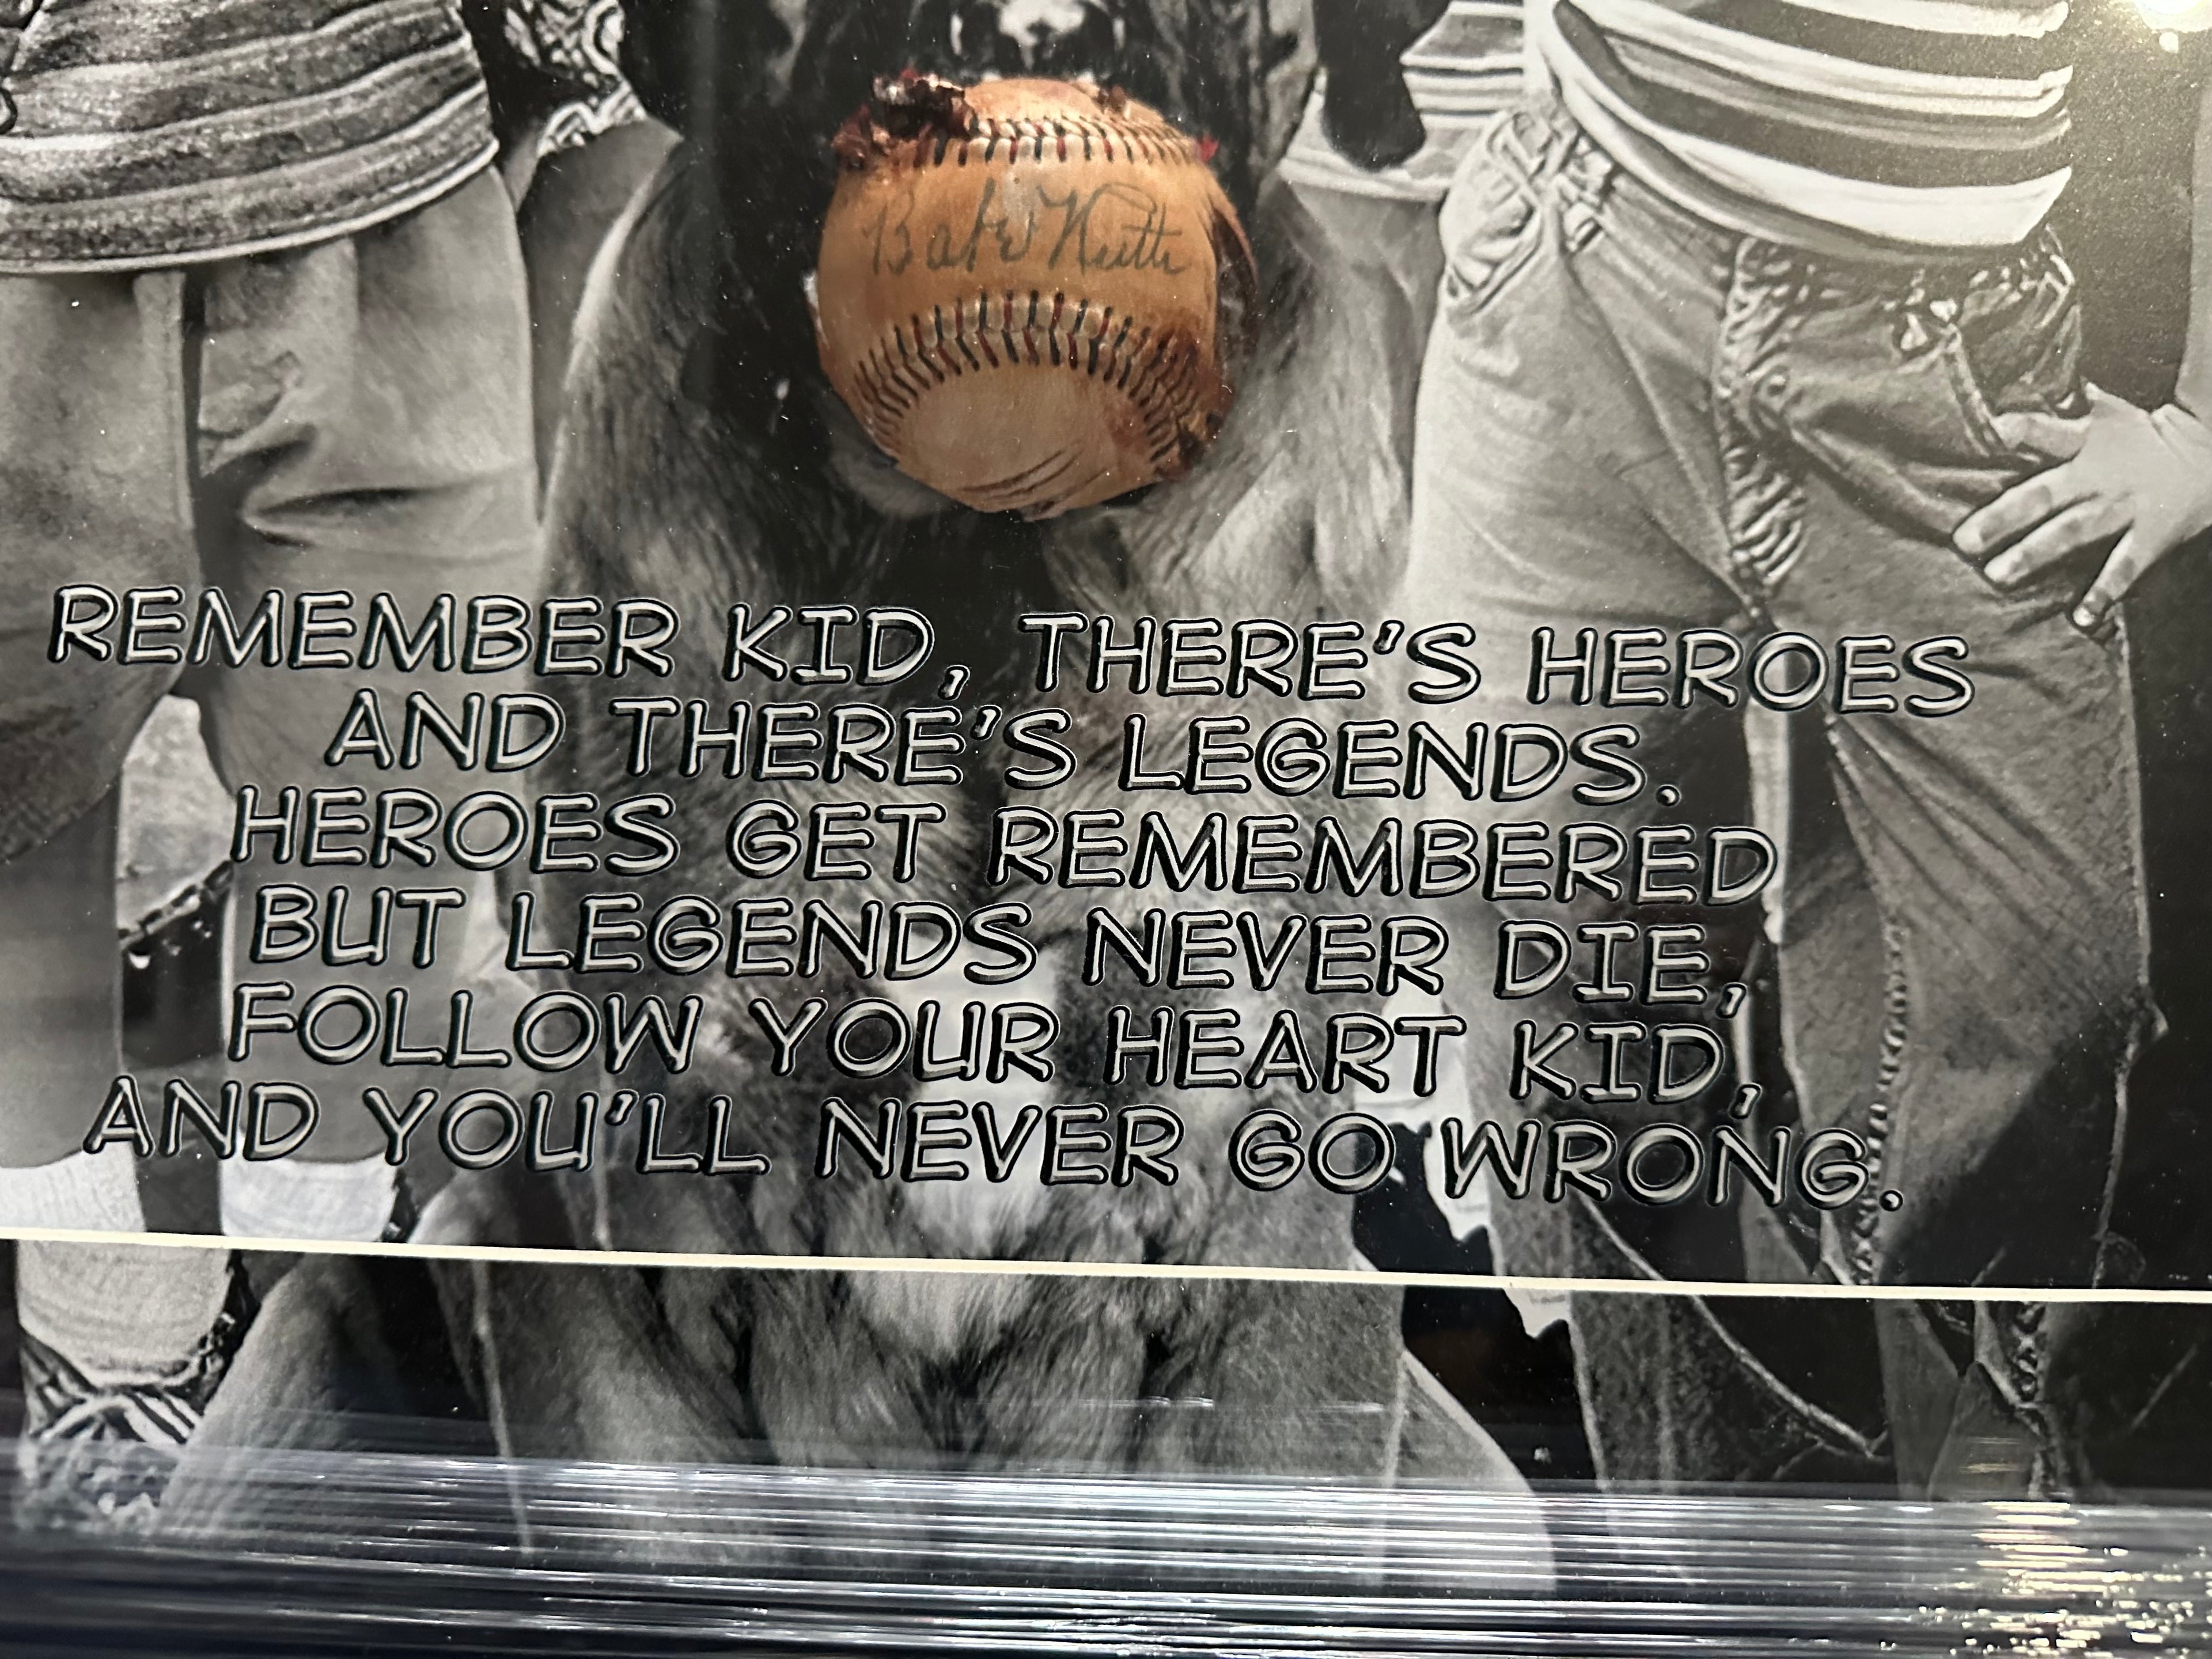 Babe Ruth
REMEMBER KID, THERE'S HEROES
AND THERE'S LEGENDS.
HEROES GET REMEMBERED
BUT LEGENDS NEVER DIE,
FOLLOW YOUR HEART KID,
AND YOU'LL NEVER GO WRONG.